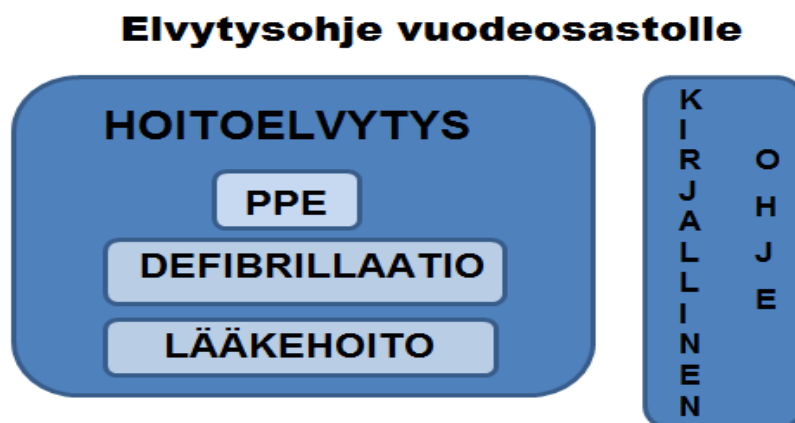 Elvytysohje vuodeosastolle
HOITOELVYTYS
PPE
DEFIBRILLAATIO
LÄÄKEHOITO
KIRJALLINEN
OHJE